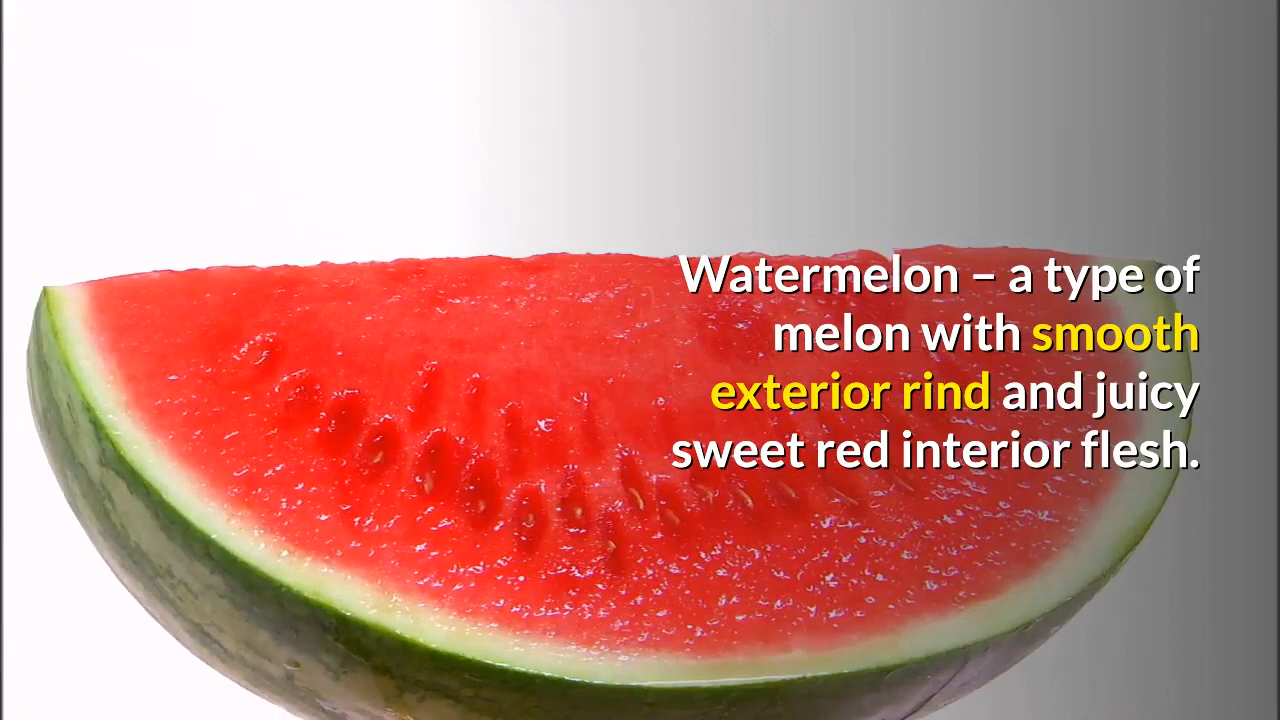 Watermelon – a type of
melon with smooth
exterior rind and juicy
sweet red interior flesh.